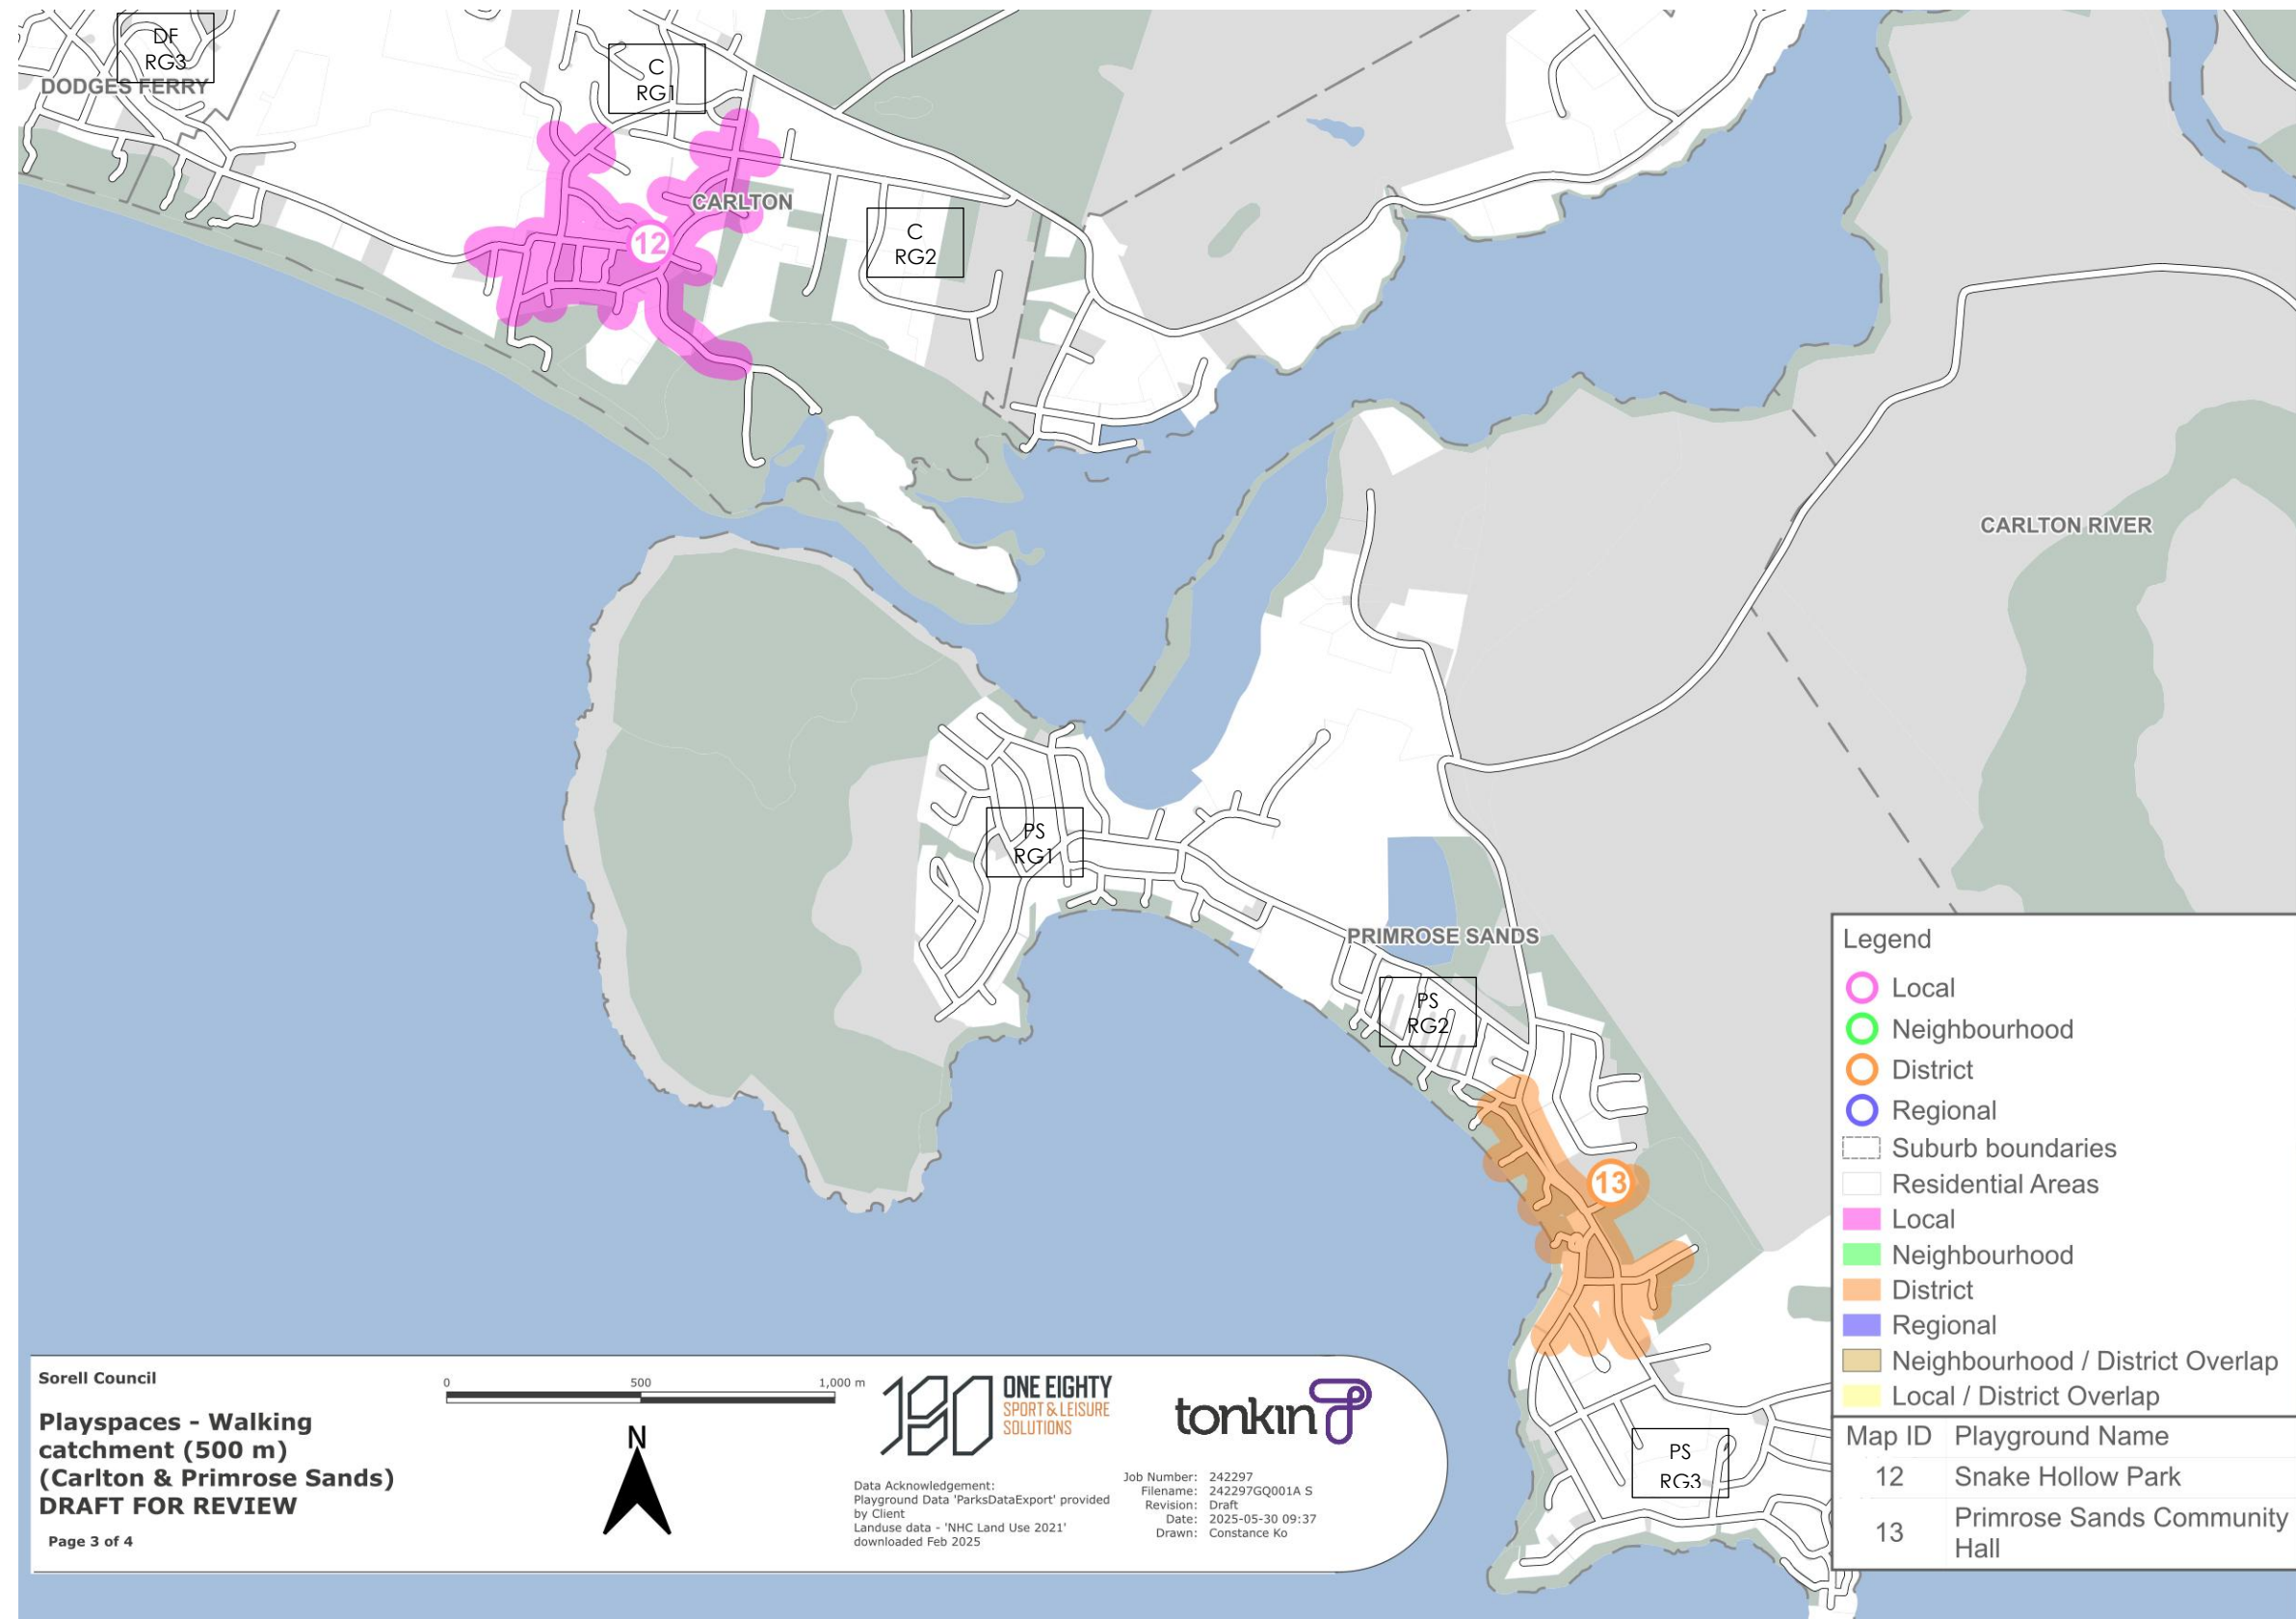 DF
RG3
DODGES FERRY
C
RG1
CARLTON
12
C
RG2
CARLTON RIVER
PS
RG1
PRIMROSE SANDS
PS
RG2
13
PS
RG3
Legend
Local
Neighbourhood
District
Regional
Suburb boundaries
Residential Areas
Local
Neighbourhood
District
Regional
Neighbourhood / District Overlap
Local / District Overlap
Map ID Playground Name
12 Snake Hollow Park
13 Primrose Sands Community
Hall
Sorell Council
Playspaces - Walking
catchment (500 m)
(Carlton & Primrose Sands)
DRAFT FOR REVIEW
Page 3 of 4
0 500 1,000 m
N
180
ONE EIGHTY
SPORT & LEISURE
SOLUTIONS
tonkin
Data Acknowledgement:
Playground Data 'ParksDataExport' provided
by Client
Landuse data - 'NHC Land Use 2021'
downloaded Feb 2025
Job Number: 242297
Filename: 242297GQ001A S
Revision: Draft
Date: 2025-05-30 09:37
Drawn: Constance Ko